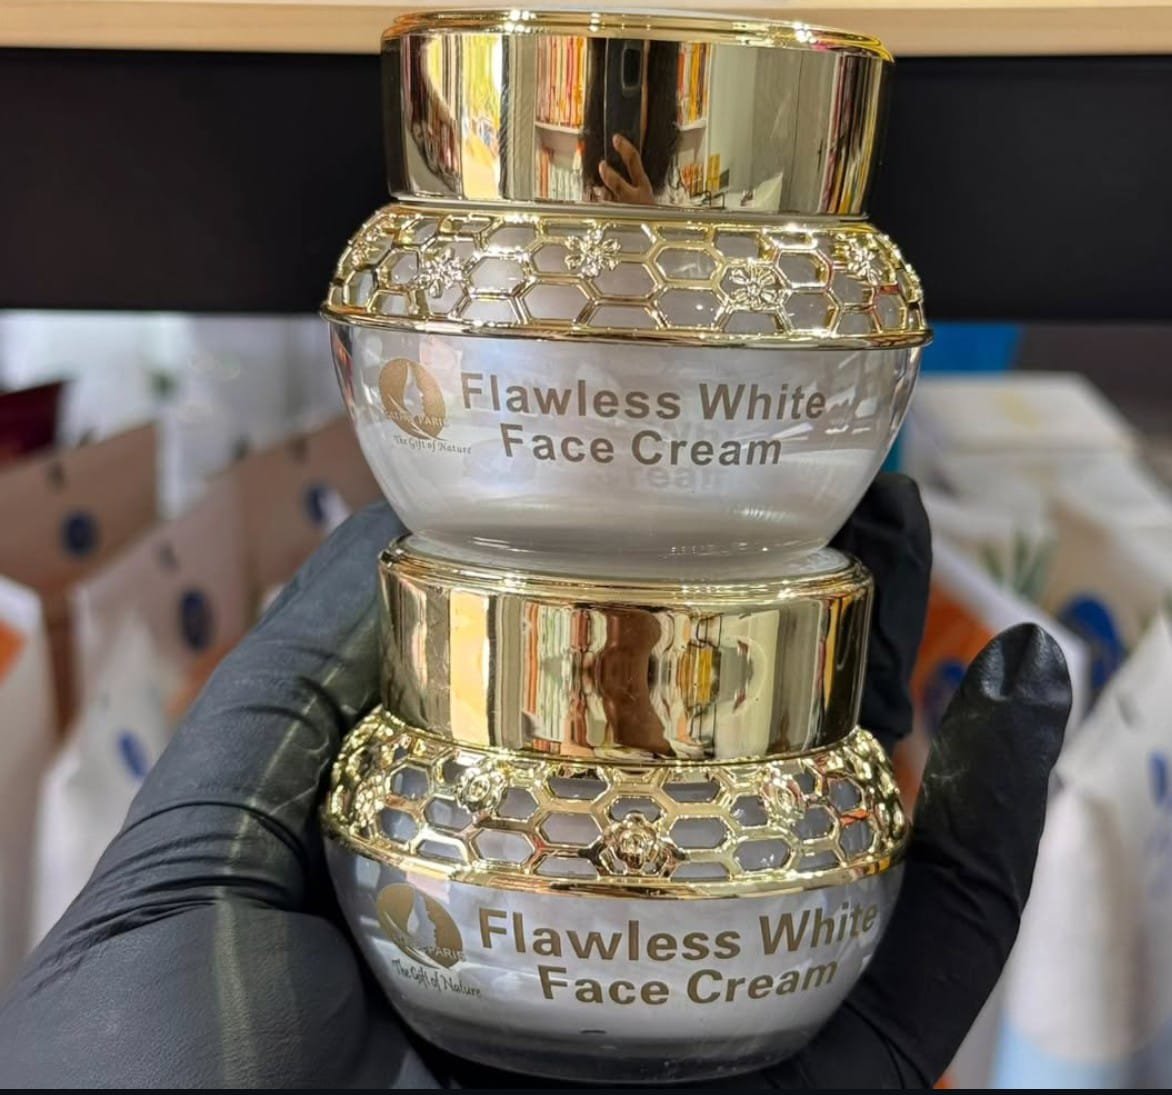 Flawless White
Face Cream
The Gift of Nature
Flawless White
Face Cream
The Gift of Nature